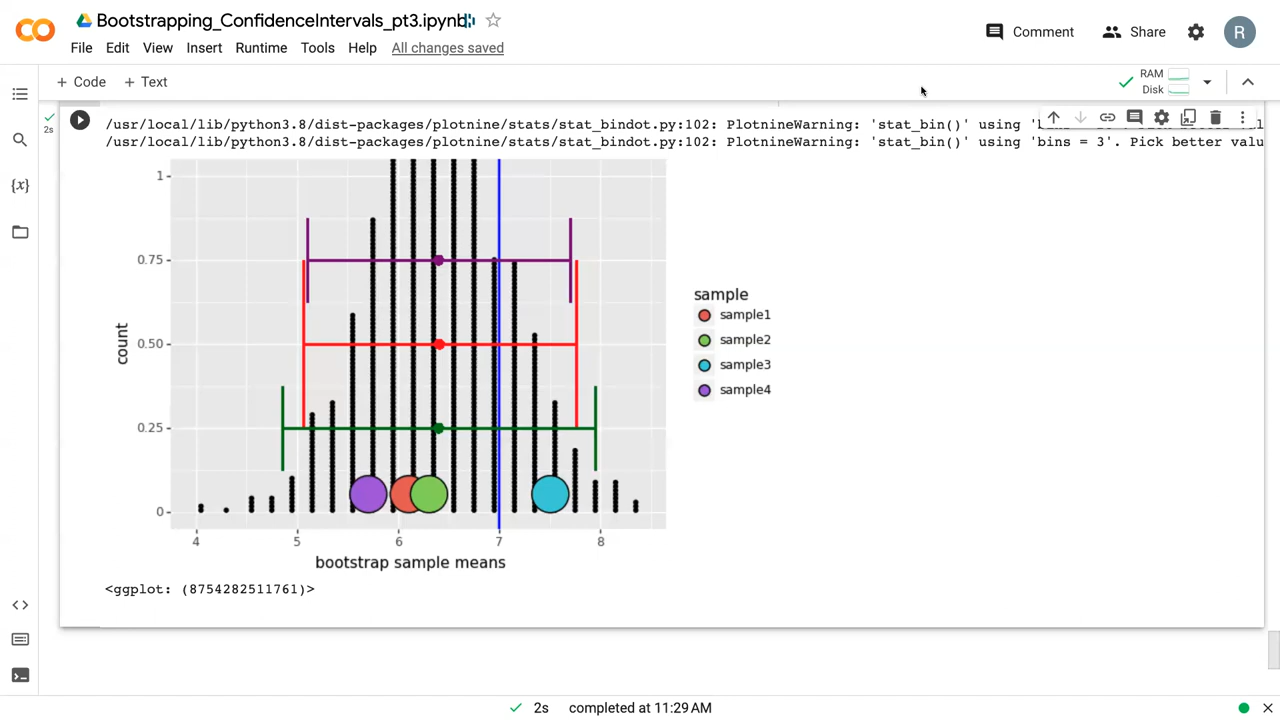 Bootstrapping_ConfidenceIntervals_pt3.ipynb
File Edit View Insert Runtime Tools Help All changes saved
Comment
Share
R
+ Code + Text
RAM
Disk
2s
/usr/local/lib/python3.8/dist-packages/plotnine/stats/stat_bindot.py:102: PlotnineWarning: 'stat_bin()' using
/usr/local/lib/python3.8/dist-packages/plotnine/stats/stat_bindot.py:102: PlotnineWarning: 'stat_bin()' using 'bins = 3'. Pick better valu
{x}
1
0.75
0.50
0.25
0
count
4 5 6 7 8
bootstrap sample means
sample
sample1
sample2
sample3
sample4
<ggplot: (8754282511761)>
2s completed at 11:29 AM